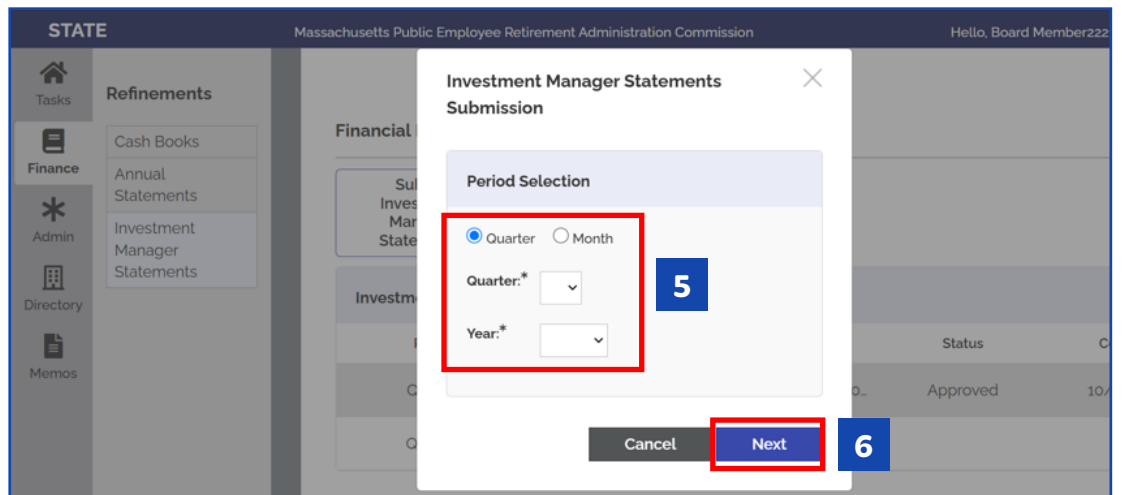 STATE
Massachusetts Public Employee Retirement Administration Commission
Hello, Board Member222
Tasks
Finance
Admin
Directory
Memos
Refinements
Cash Books
Annual
Statements
Investment
Manager
Statements
Financial
Investment Manager Statements
Submission
Period Selection
Quarter Month
Quarter:*
Year:*
5
Cancel Next
6
Status
Approved
10/